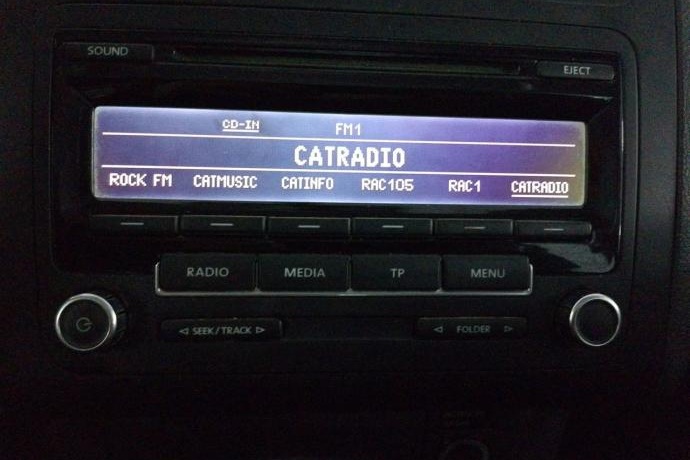 SOUND
EJECT
CD-IN FM1
CATRADIO
ROCK FM CATMUSIC CATINFO RAC105 RAC1 CATRADIO
RADIO MEDIA TP MENU
SEEK/TRACK FOLDER